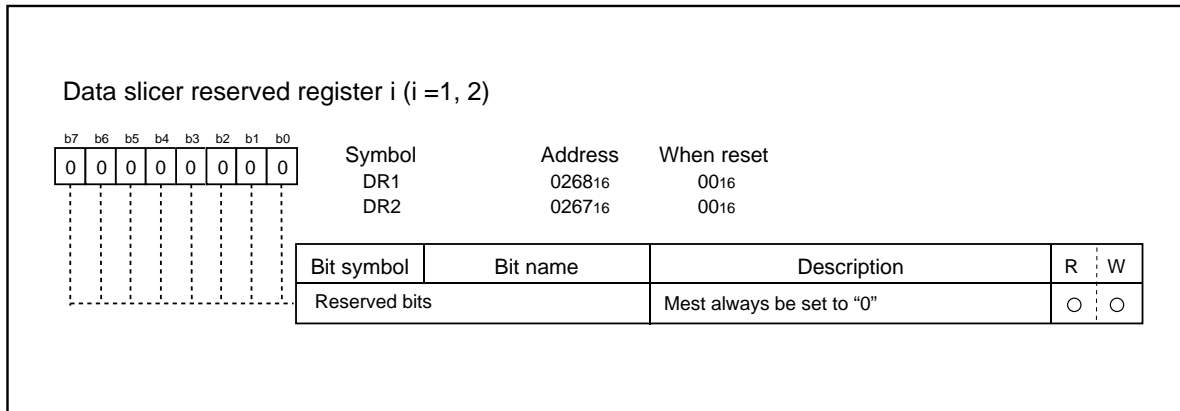 Data slicer reserved register i (i =1, 2)
b7 b6 b5 b4 b3 b2 b1 b0
0 0 0 0 0 0 0 0
Symbol Address When reset
DR1 026816 0016
DR2 026716 0016
Bit symbol Bit name Description R W
Reserved bits Mest always be set to “0” ○ ○